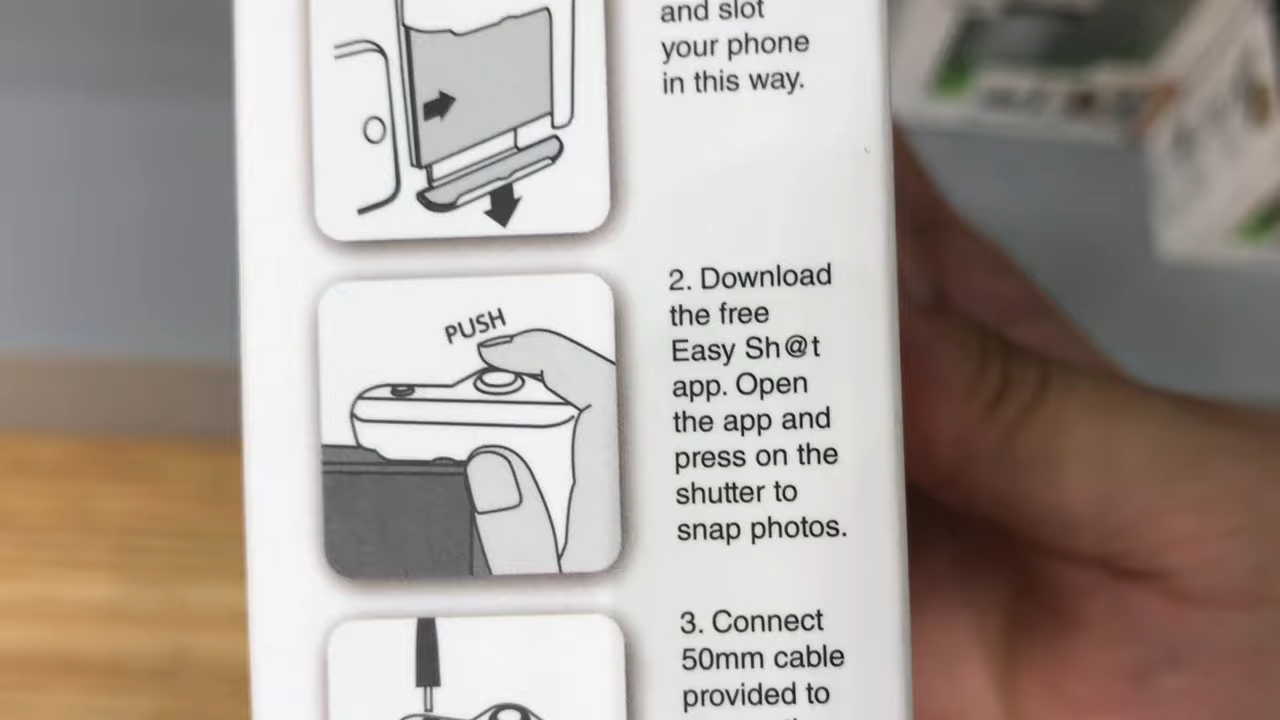 and slot
your phone
in this way.
PUSH
2. Download
the free
Easy Sh@t
app. Open
the app and
press on the
shutter to
snap photos.
3. Connect
50mm cable
provided to